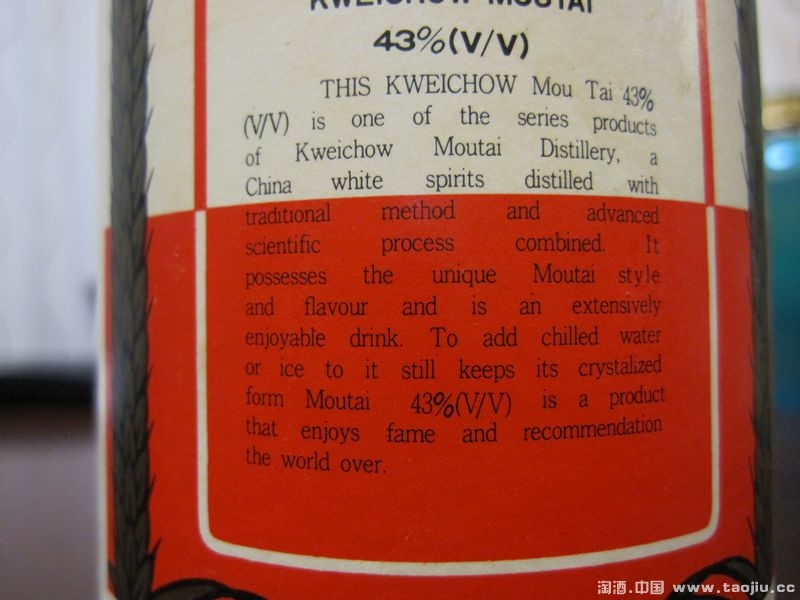 KWEICHOW MOUTAI
43%(V/V)
THIS KWEICHOW Mou Tai 43%
(V/V) is one of the series products
of Kweichow Moutai Distillery, a
China white spirits distilled with
traditional method and advanced
scientific process combined. It
possesses the unique Moutai style
and flavour and is an extensively
enjoyable drink. To add chilled water
or ice to it still keeps its crystalized
form Moutai 43%(V/V) is a product
that enjoys fame and recommendation
the world over.
淘酒.中国 www.taojiu.cc